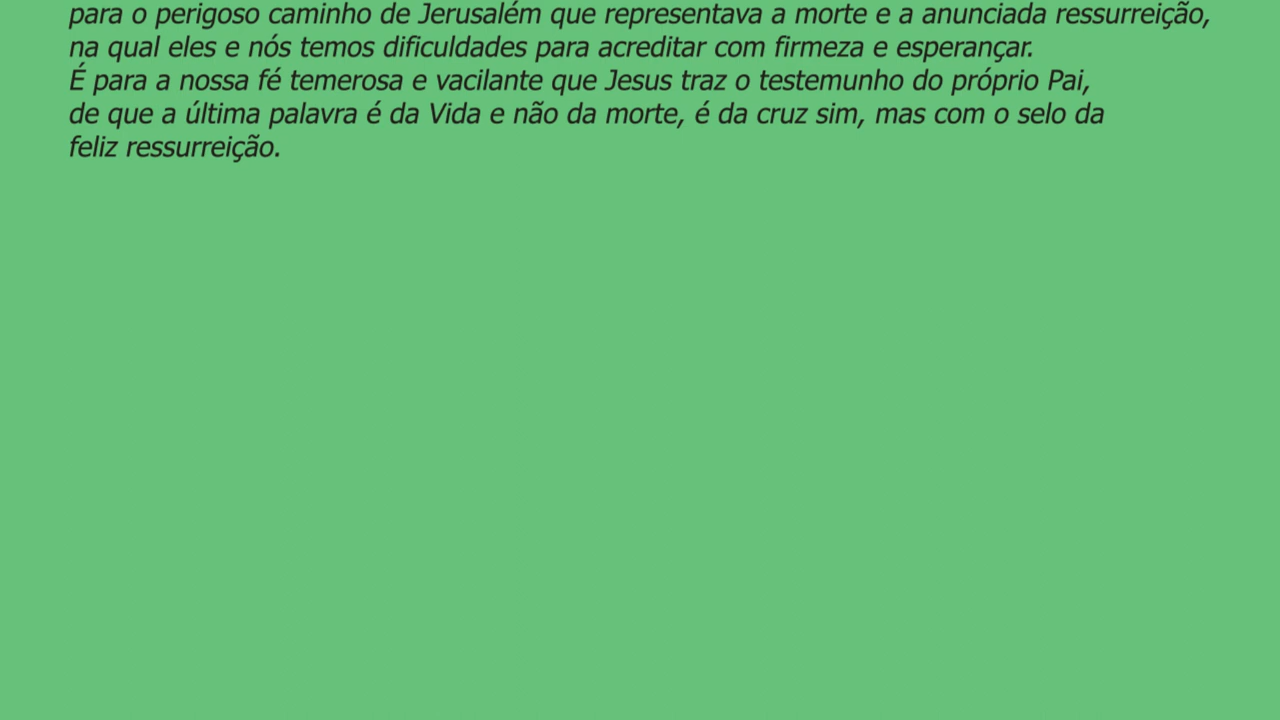 para o perigoso caminho de Jerusalém que representava a morte e a anunciada ressurreição,
na qual eles e nós temos dificuldades para acreditar com firmeza e esperançar.
É para a nossa fé temerosa e vacilante que Jesus traz o testemunho do próprio Pai,
de que a última palavra é da Vida e não da morte, é da cruz sim, mas com o selo da
feliz ressurreição.